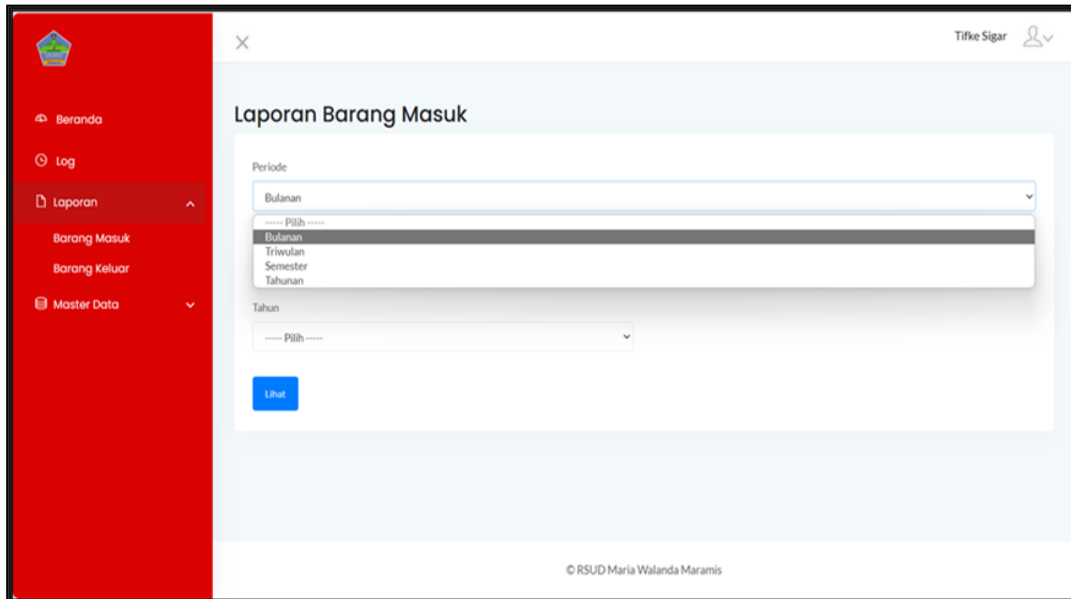 Tifke Sigar
Beranda
Log
Laporan
Barang Masuk
Barang Keluar
Master Data
Laporan Barang Masuk
Periode
Bulanan
----- Pilih -----
Bulanan
Triwulan
Semester
Tahunan
Tahun
----- Pilih -----
Lihat
© RSUD Maria Walanda Maramis